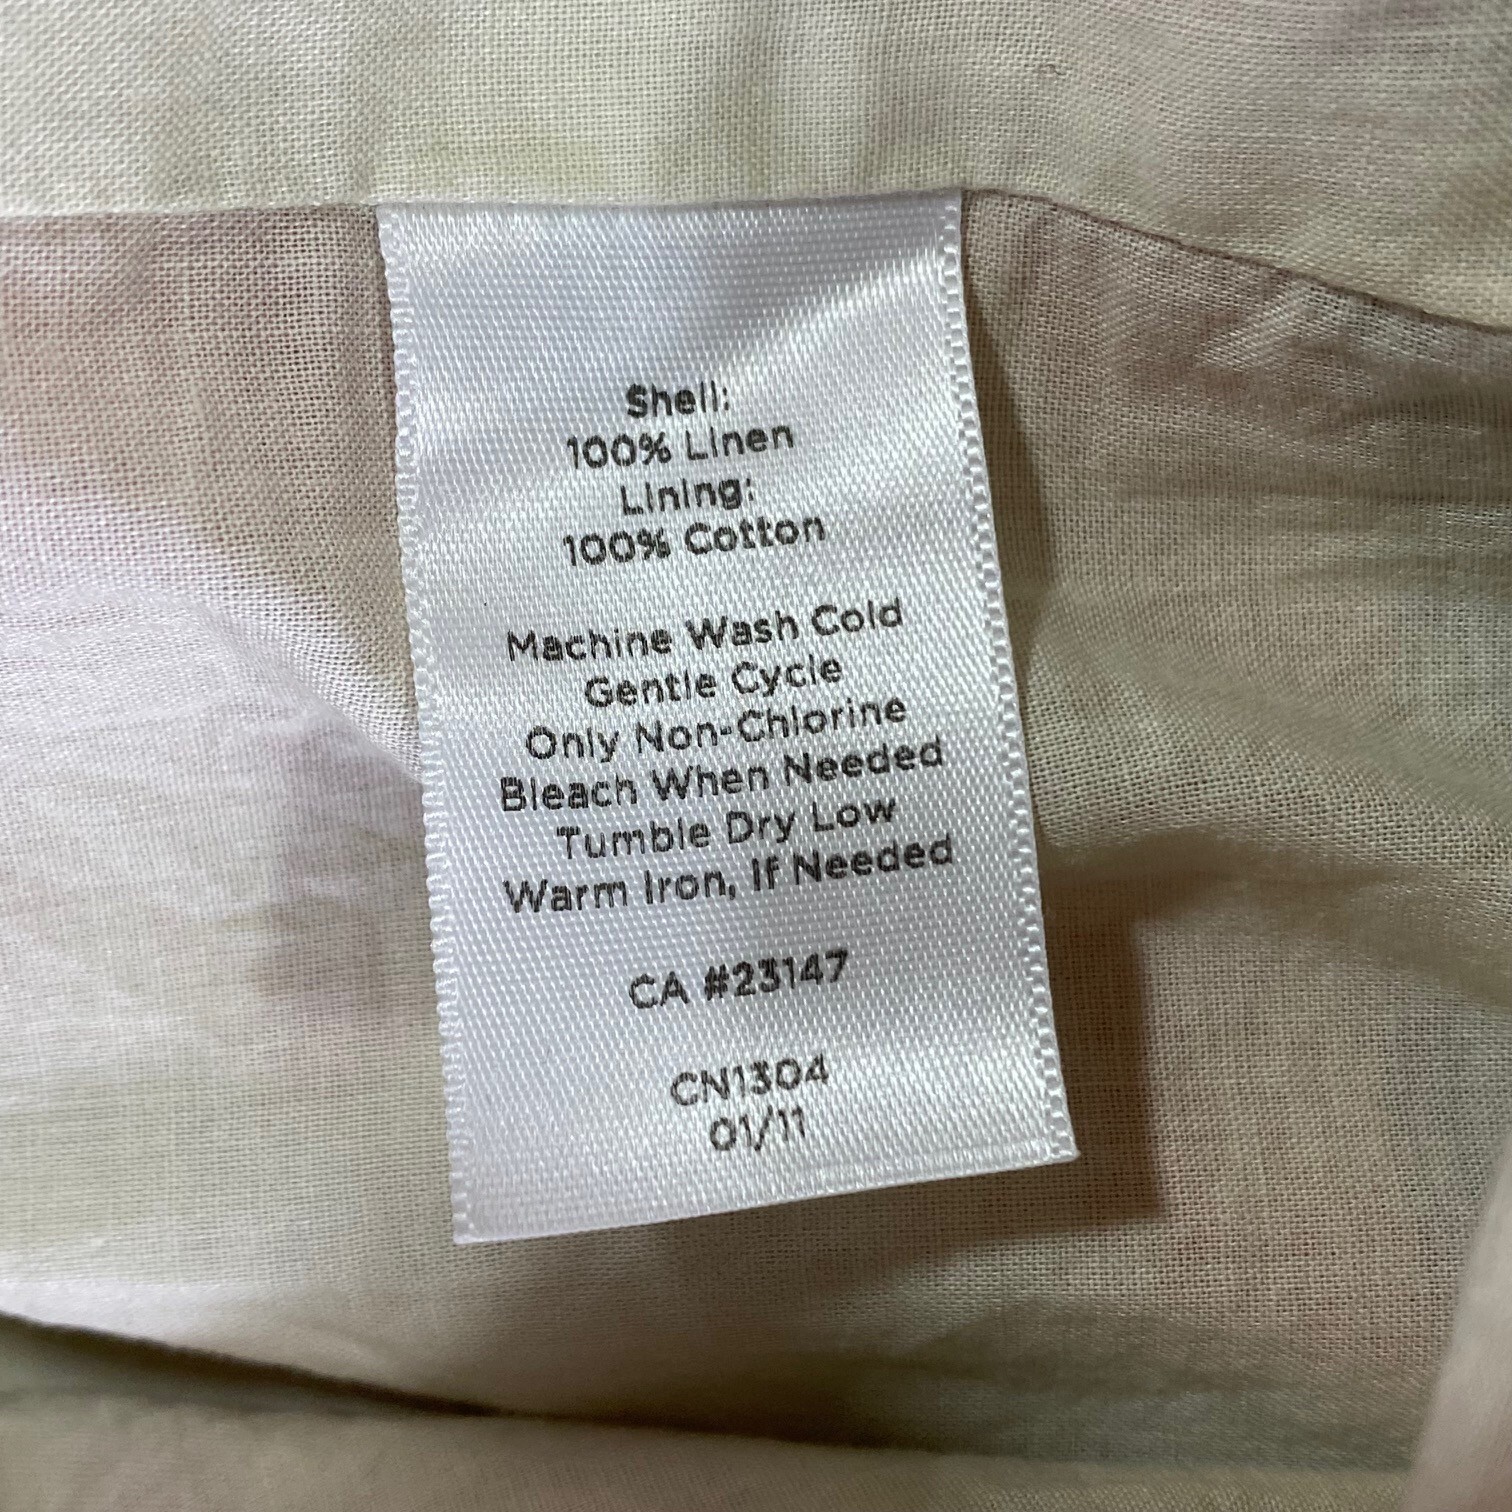 Shell:
100% Linen
Lining:
100% Cotton
Machine Wash Cold
Gentle Cycle
Only Non-Chlorine
Bleach When Needed
Tumble Dry Low
Warm Iron, If Needed
CA #23147
CN1304
01/11